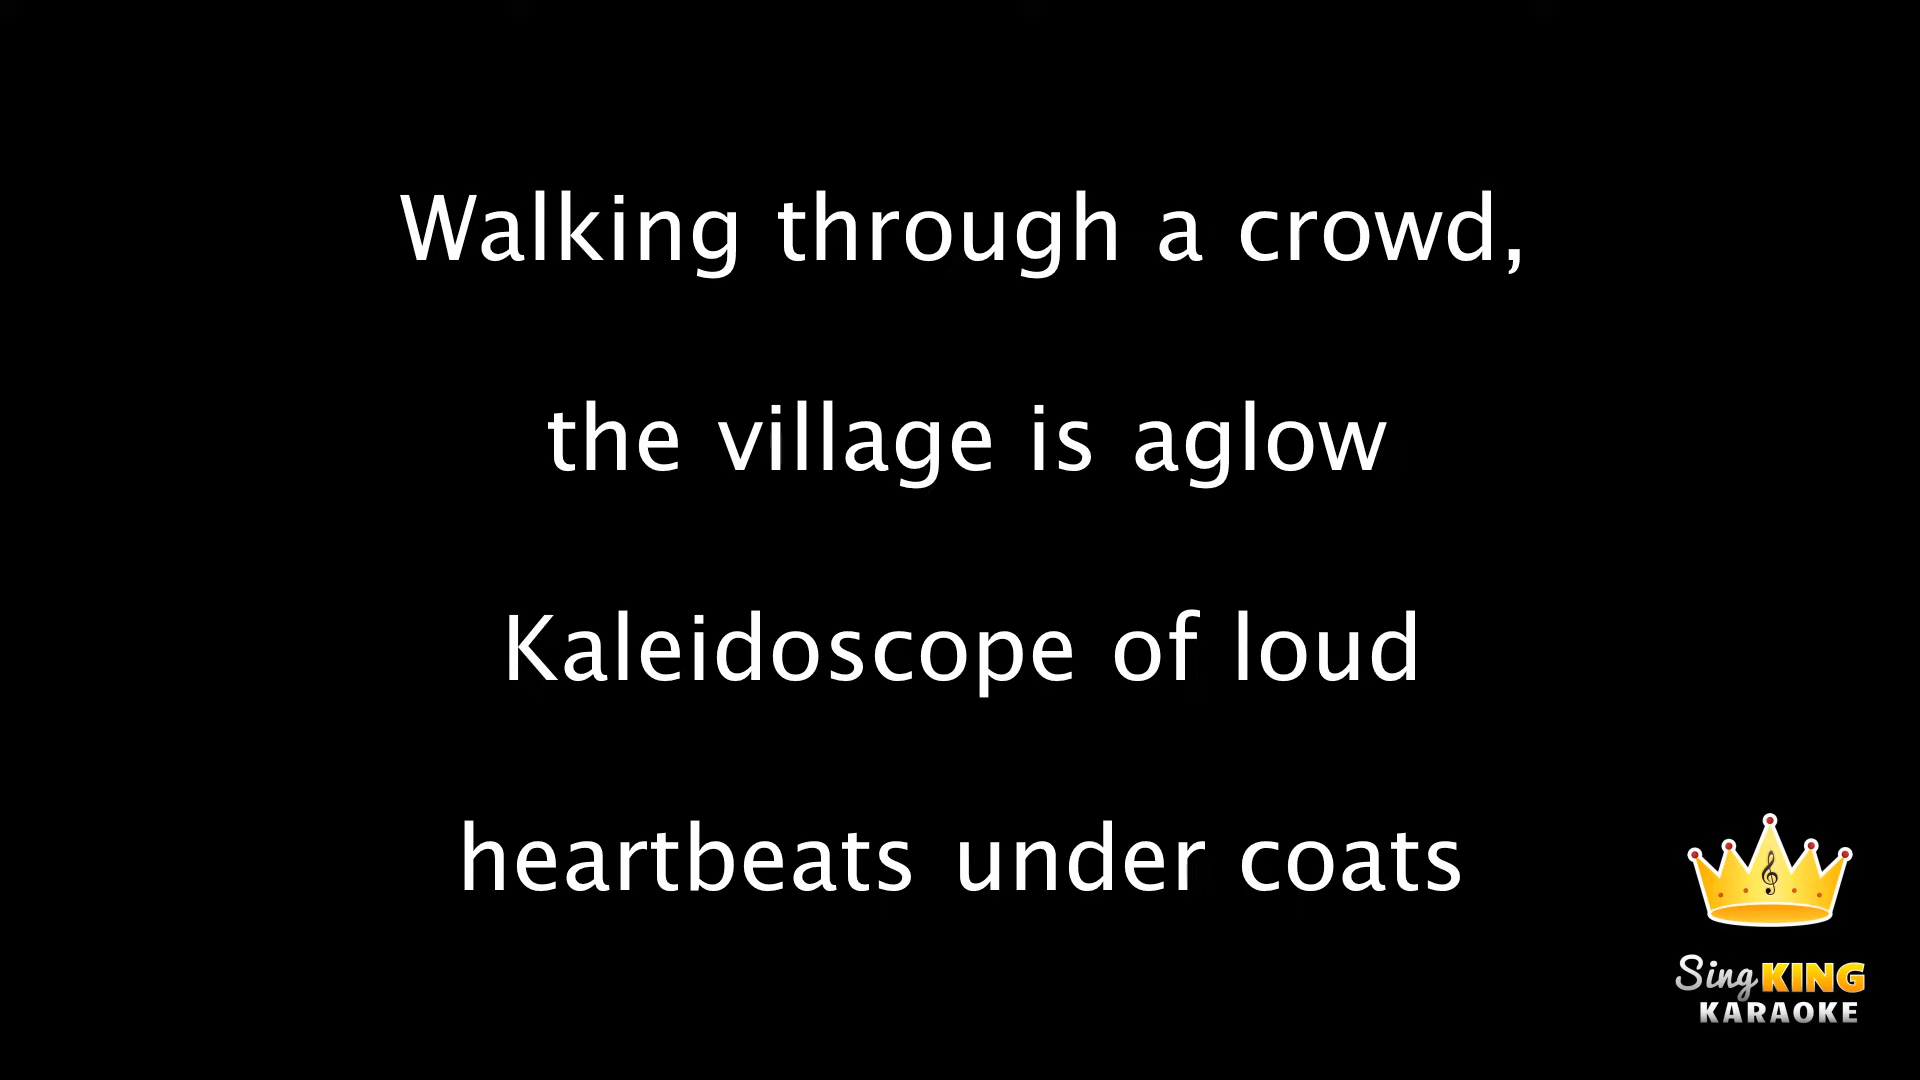 Walking through a crowd,
the village is aglow
Kaleidoscope of loud
heartbeats under coats
Sing KING
KARAOKE